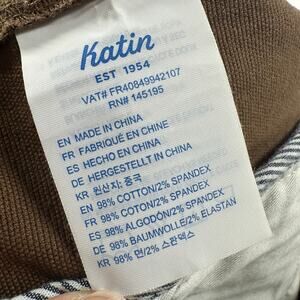 Katin
EST 1954
VAT# FR40849942107
RN# 145195
EN MADE IN CHINA
FR FABRIQUÉ EN CHINE
ES HECHO EN CHINA
DE HERGESTELLT IN CHINA
KR 원산지: 중국
EN 98% COTTON/2% SPANDEX
FR 98% COTON/2% SPANDEX
ES 98% ALGODÓN/2% SPANDEX
DE 98% BAUMWOLLE/2% ELASTAN
KR 98% 면/2% 스판덱스